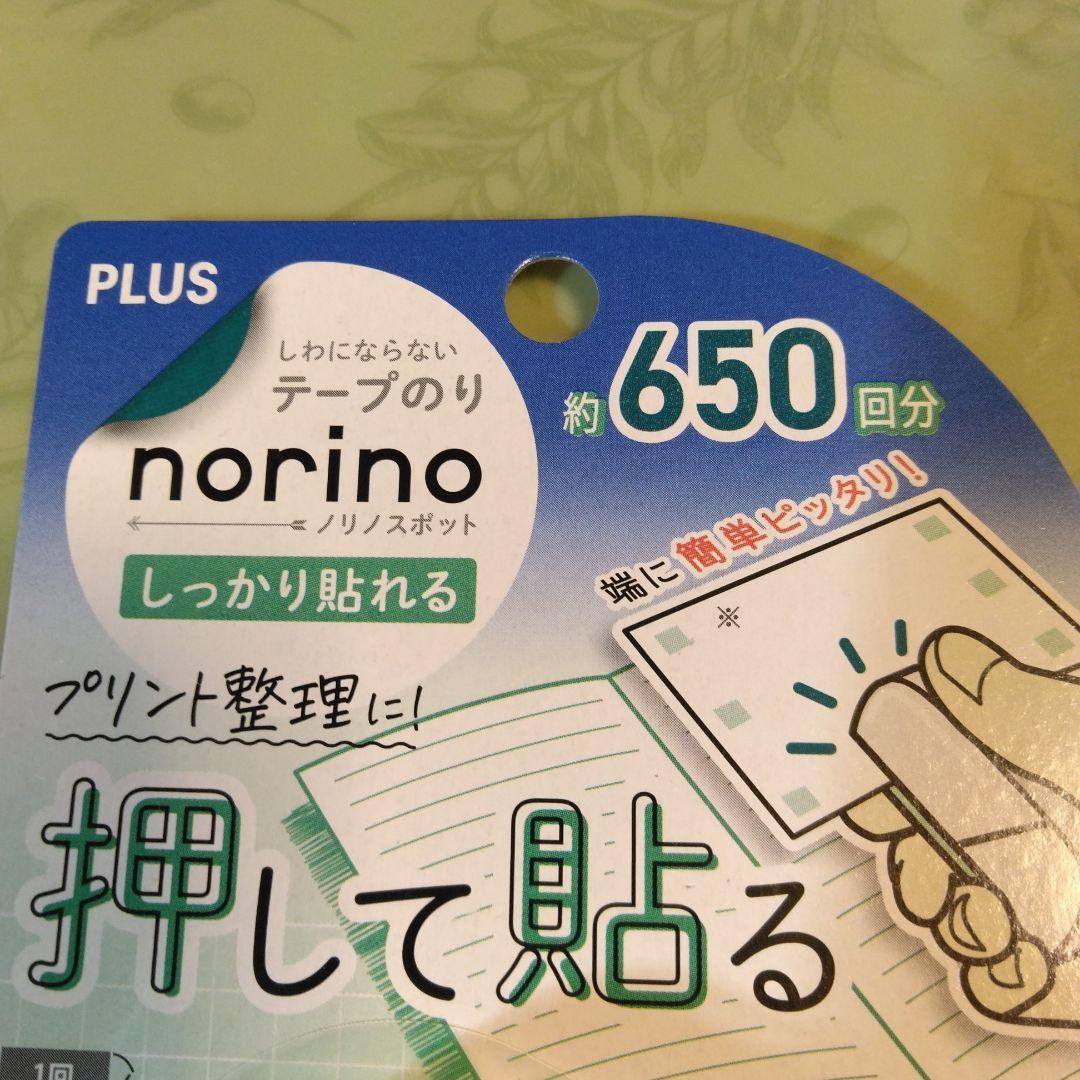 PLUS
しわにならない
テープのり
norino
ノリノスポット
しっかり貼れる
約650回分
端に簡単ピッタリ!
※
プリント整理に!
押して貼る
1回